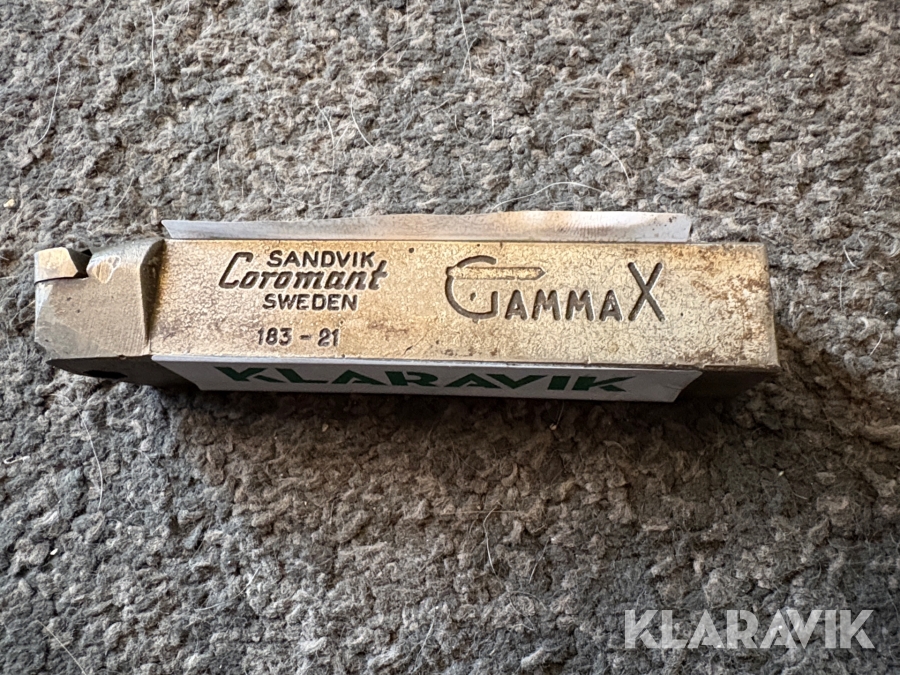 SANDVIK
Coromant
SWEDEN
183 - 21
GAMMAX
KLARAVIK
KLARAVIK